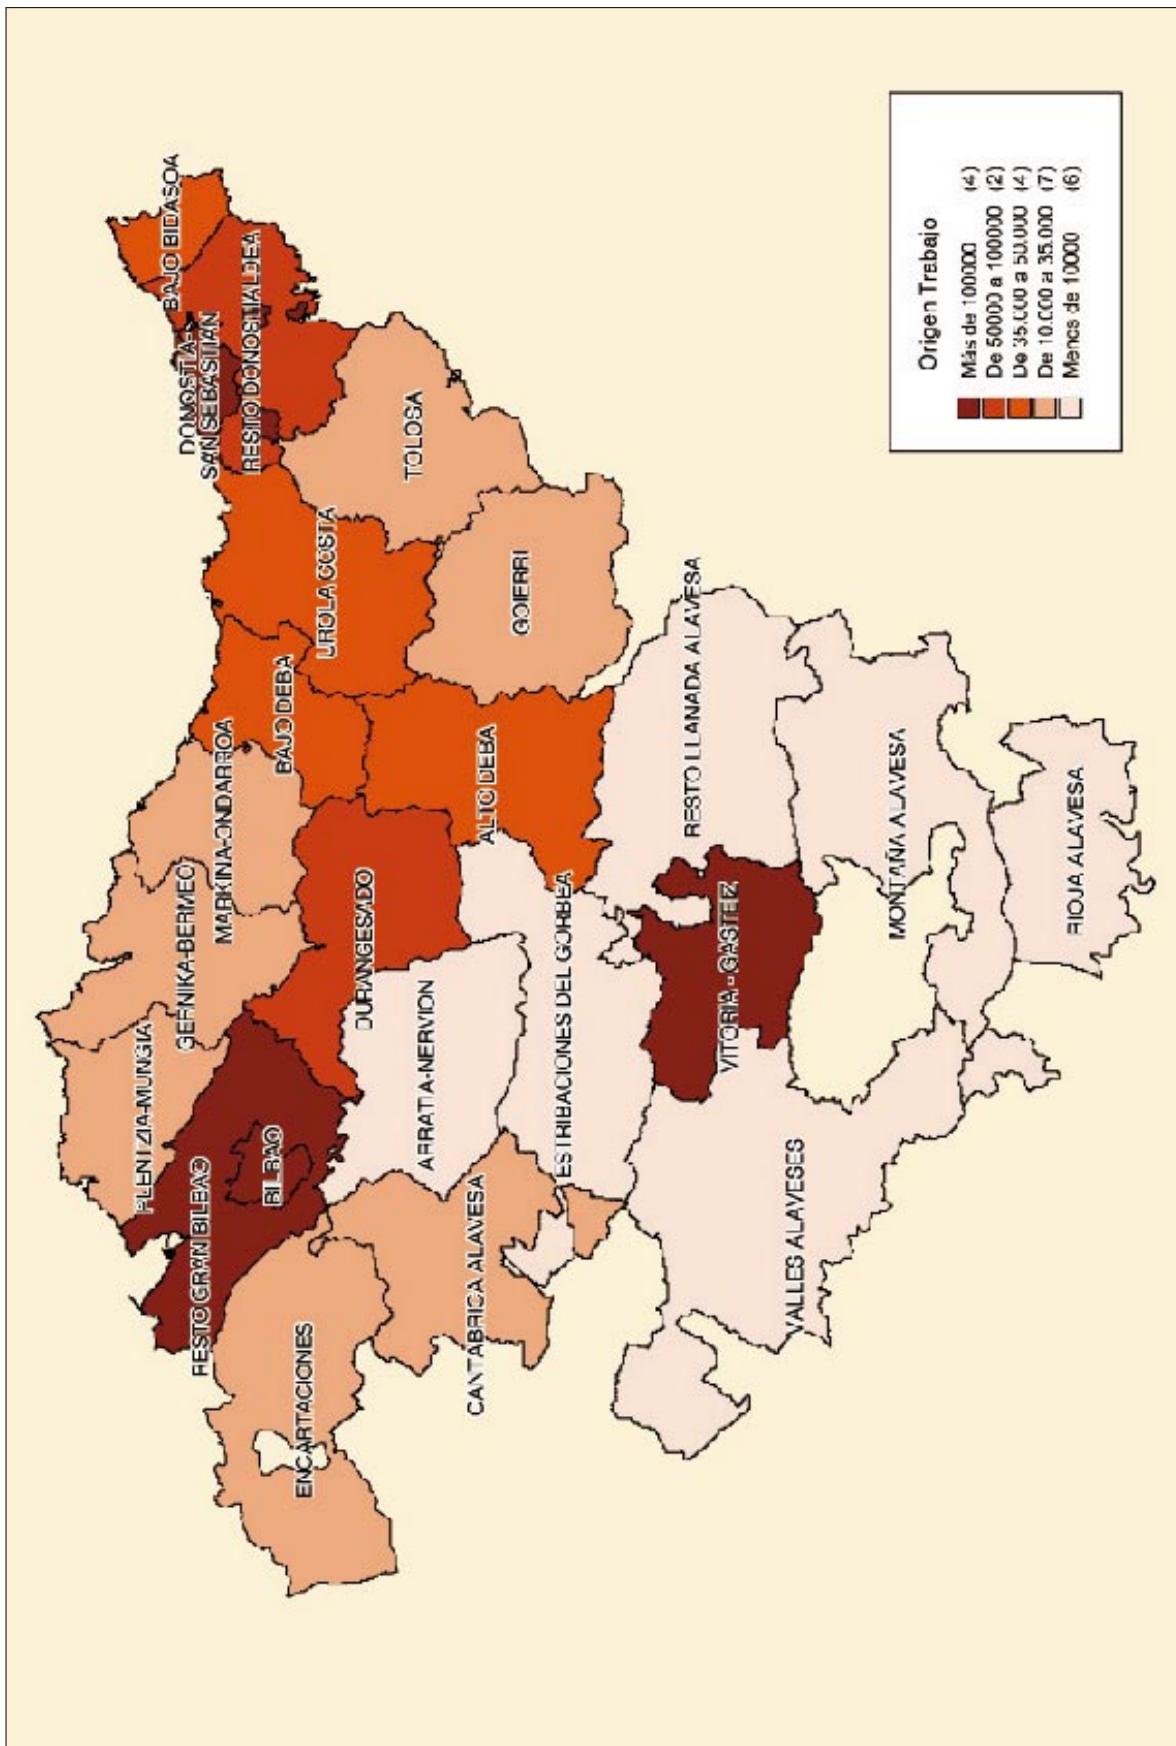 BAJO BIDASOA
DONOSTIA-
SAN SEBASTIAN
RESTO DONOSTIALDEA
TOLOSA
UROLA COSTA
GOIERRI
BAJO DEBA
MARKINA-ONDARROA
ALTO DEBA
GERNIKA-BERMEO
DURANGESADO
PLENTZIA-MUNGIA
ARRATIA-NERVION
ESTRIBACIONES DEL GORBEA
BILBAO
RESTO GRAN BILBAO
ENCARTACIONES
CANTABRICA ALAVESA
RESTO LLANADA ALAVESA
VITORIA - GASTEIZ
MONTAÑA ALAVESA
RIOJA ALAVESA
VALLES ALAVESES
Origen Trabajo
Más de 100000 (4)
De 50000 a 100000 (2)
De 35.000 a 50.000 (4)
De 10.000 a 35.000 (7)
Menos de 10000 (6)